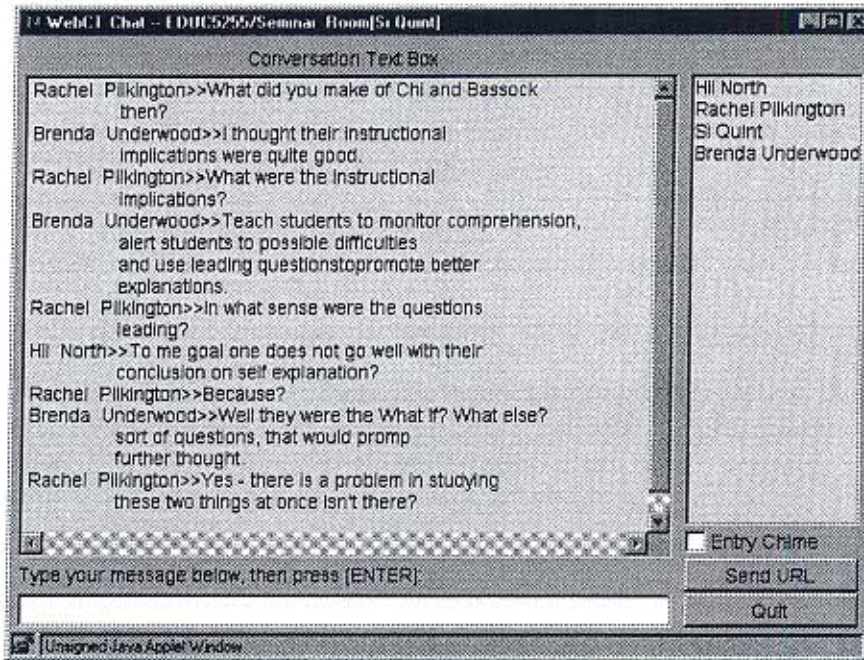 WebCT Chat -- EDUC5255/Seminar Room[Si Quint]
Conversation Text Box
Rachel Pilkington>>What did you make of Chi and Bassock
then?
Brenda Underwood>>I thought their instructional
implications were quite good.
Rachel Pilkington>>What were the instructional
implications?
Brenda Underwood>>Teach students to monitor comprehension,
alert students to possible difficulties
and use leading questionstopromote better
explanations.
Rachel Pilkington>>In what sense were the questions
leading?
Hil North>>To me goal one does not go well with their
conclusion on self explanation?
Rachel Pilkington>>Because?
Brenda Underwood>>Well they were the What if? What else?
sort of questions, that would promp
further thought.
Rachel Pilkington>>Yes - there is a problem in studying
these two things at once isn't there?
Hil North
Rachel Pilkington
Si Quint
Brenda Underwood
Entry Chime
Type your message below, then press [ENTER]:
Send URL
Quit
Unsigned Java Applet Window